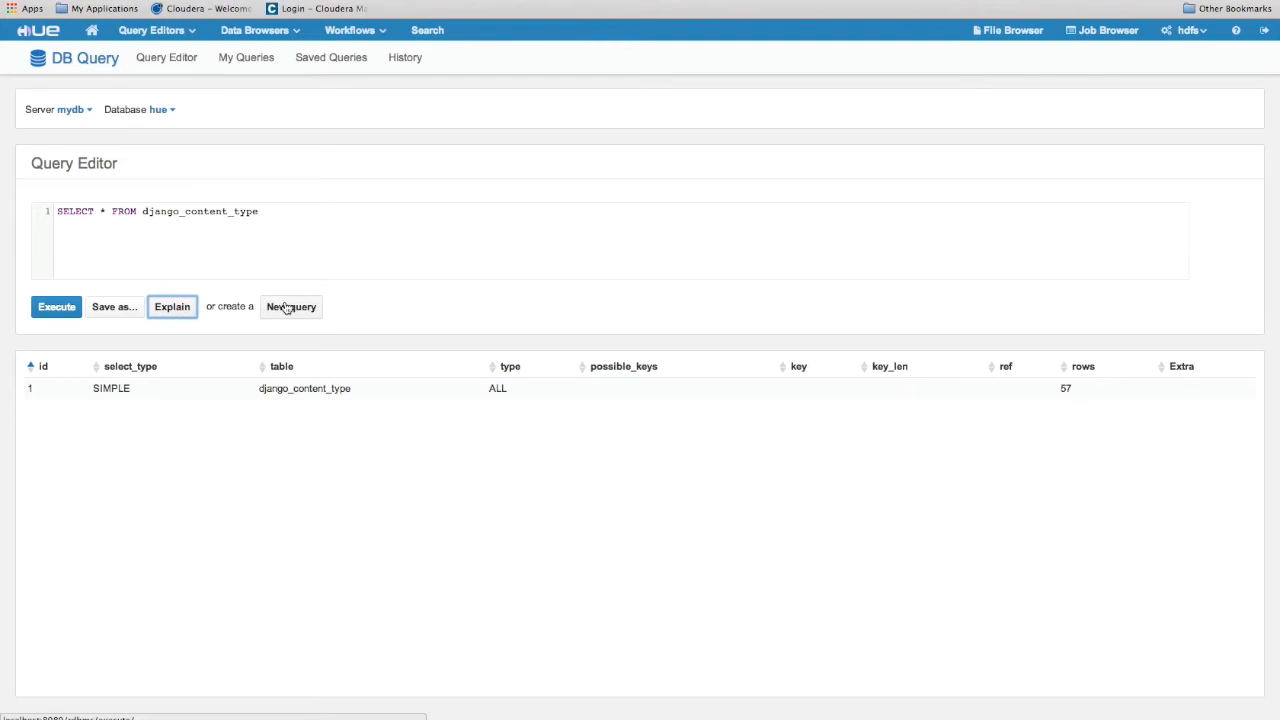 Apps My Applications Cloudera – Welcome Login – Cloudera Ma Other Bookmarks
HUE Query Editors Data Browsers Workflows Search File Browser Job Browser hdfs
DB Query Query Editor My Queries Saved Queries History
Server mydb Database hue
Query Editor
1 SELECT * FROM django_content_type
Execute Save as... Explain or create a New query
id select_type table type possible_keys key key_len ref rows Extra
1 SIMPLE django_content_type ALL 57